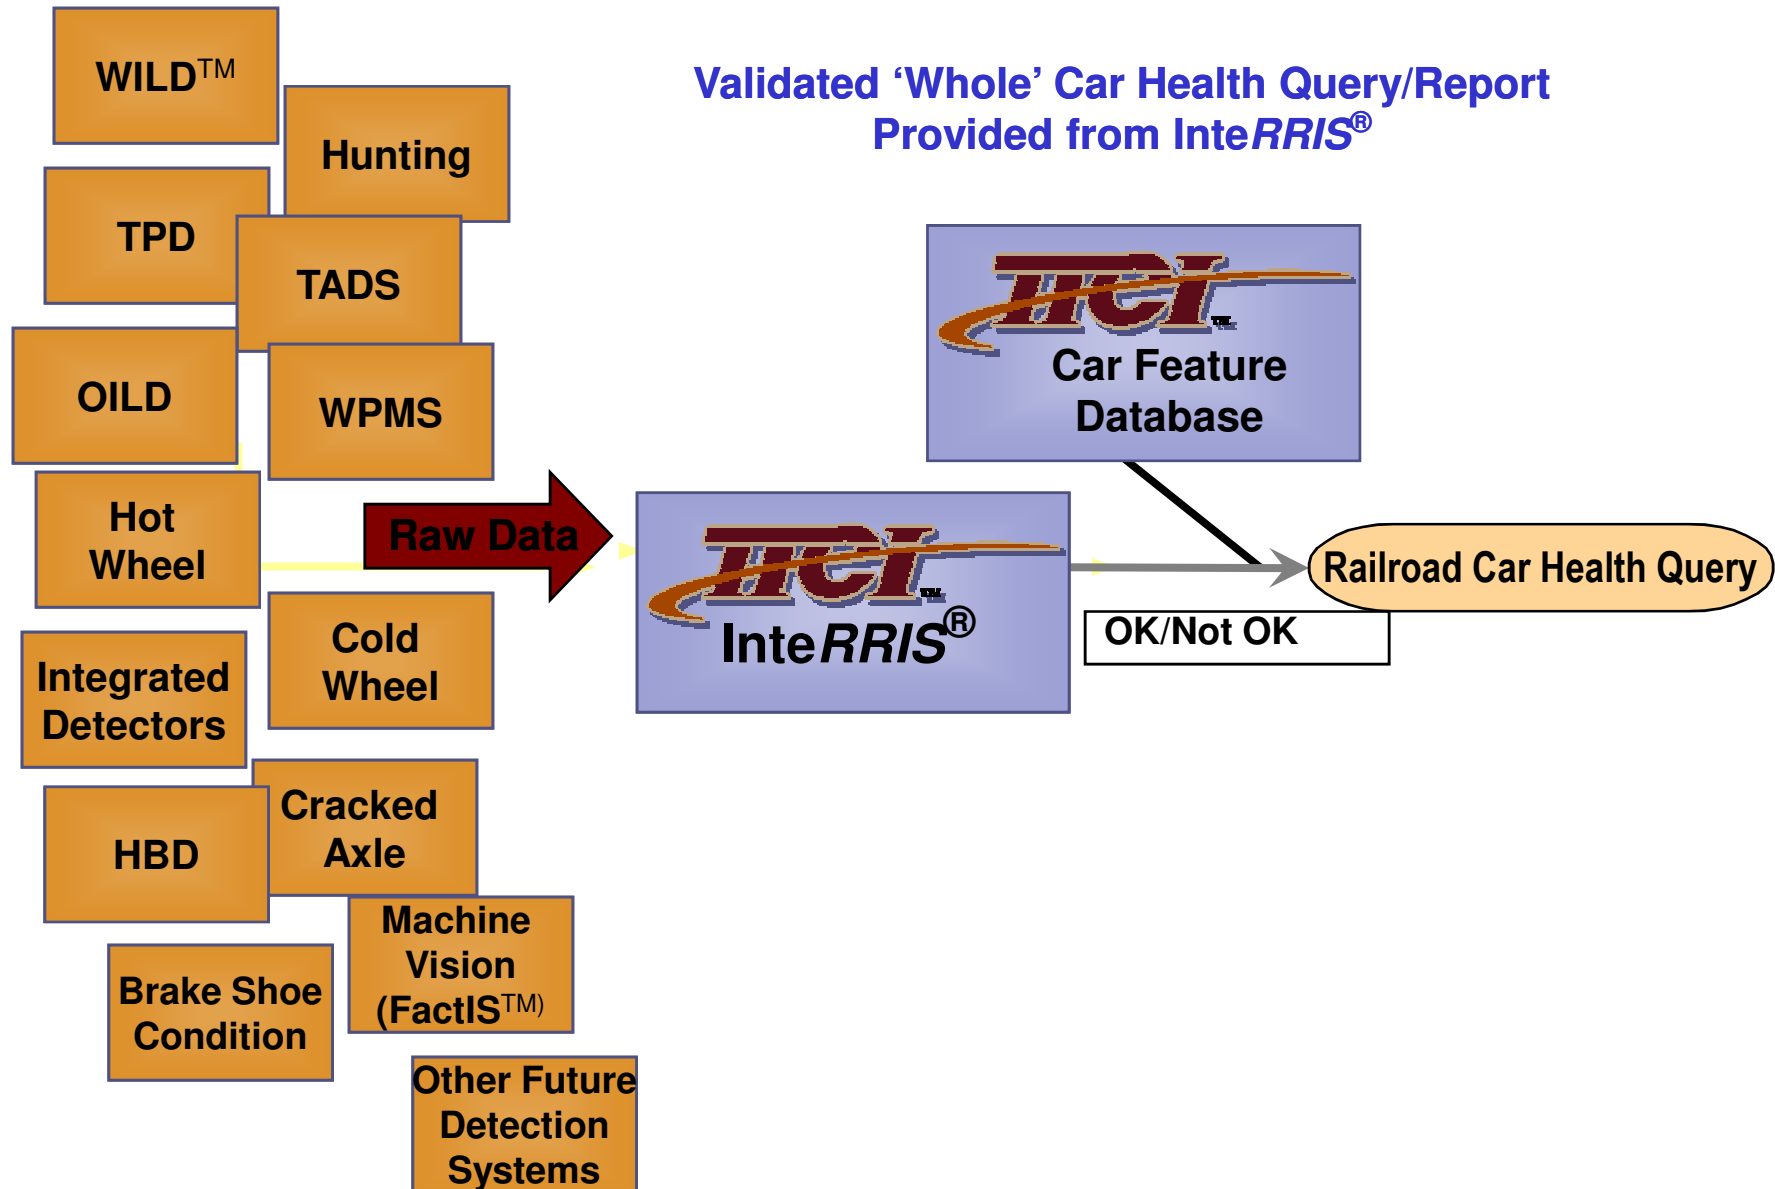 WILD™
Validated ‘Whole’ Car Health Query/Report
Provided from InteRRIS®
Hunting
TPD
TADS
TTCI™
Car Feature
Database
OILD
WPMS
Hot
Wheel
Raw Data
TTCI™
InteRRIS®
Railroad Car Health Query
OK/Not OK
Cold
Wheel
Integrated
Detectors
Cracked
Axle
HBD
Machine
Vision
(FactIS™)
Brake Shoe
Condition
Other Future
Detection
Systems